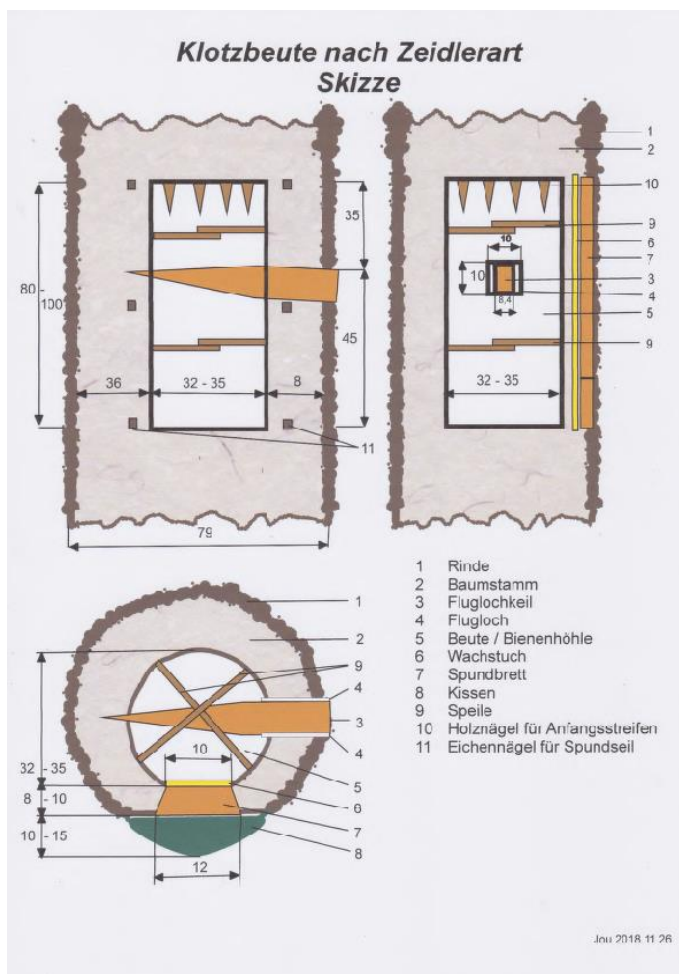 Klotzbeute nach Zeidlerart
Skizze
80 -
100
36
32 - 35
8
35
45
11
79
1
2
10
9
6
7
3
4
5
9
10
10
8,4
32 - 35
1
2
9
4
3
4
5
6
7
8
10
32 - 35
8 - 10
10 - 15
12
1 Rinde
2 Baumstamm
3 Fluglochkeil
4 Flugloch
5 Beute / Bienenhöhle
6 Wachstuch
7 Spundbrett
8 Kissen
9 Speile
10 Holznägel für Anfangsstreifen
11 Eichennägel für Spundseil
Jou 2018 11 26